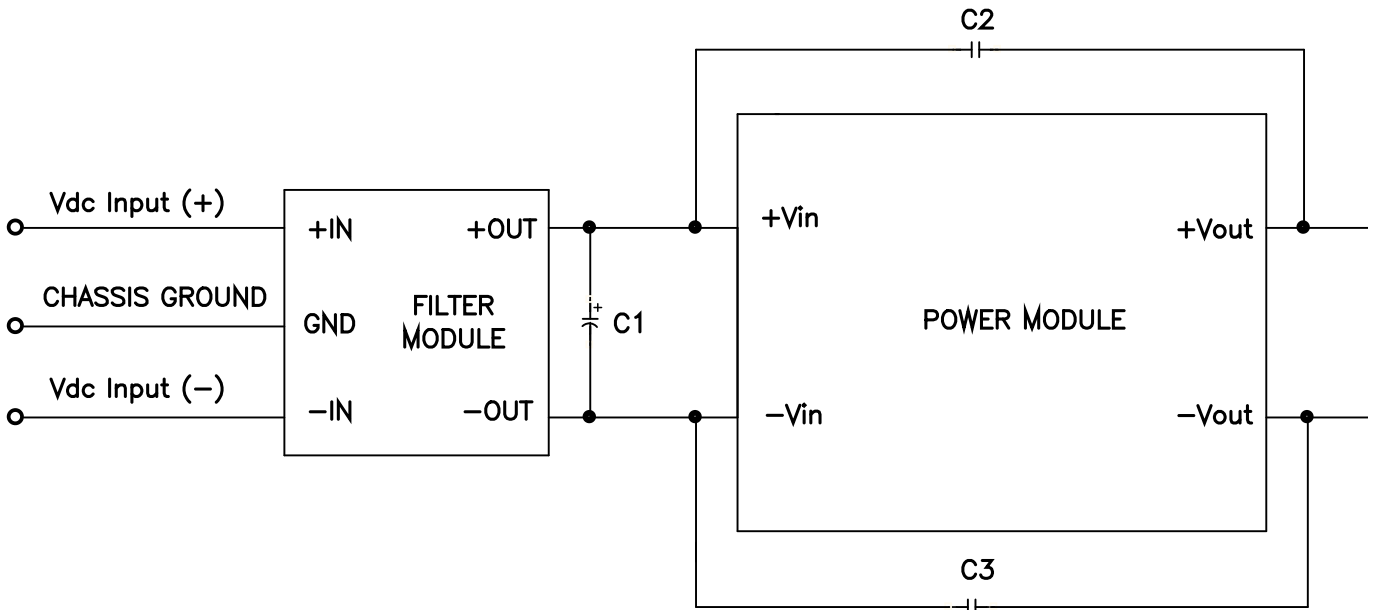 C2
Vdc Input (+)
+IN
+OUT
+Vin
+Vout
CHASSIS GROUND
GND
FILTER
MODULE
+
C1
POWER MODULE
Vdc Input (−)
−IN
−OUT
−Vin
−Vout
C3